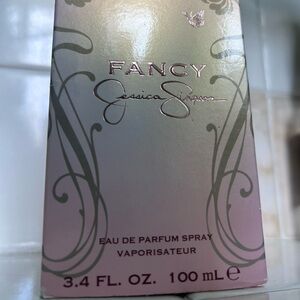 FANCY
Jessica Simpson
EAU DE PARFUM SPRAY
VAPORISATEUR
3.4 FL. OZ. 100 mL ℮